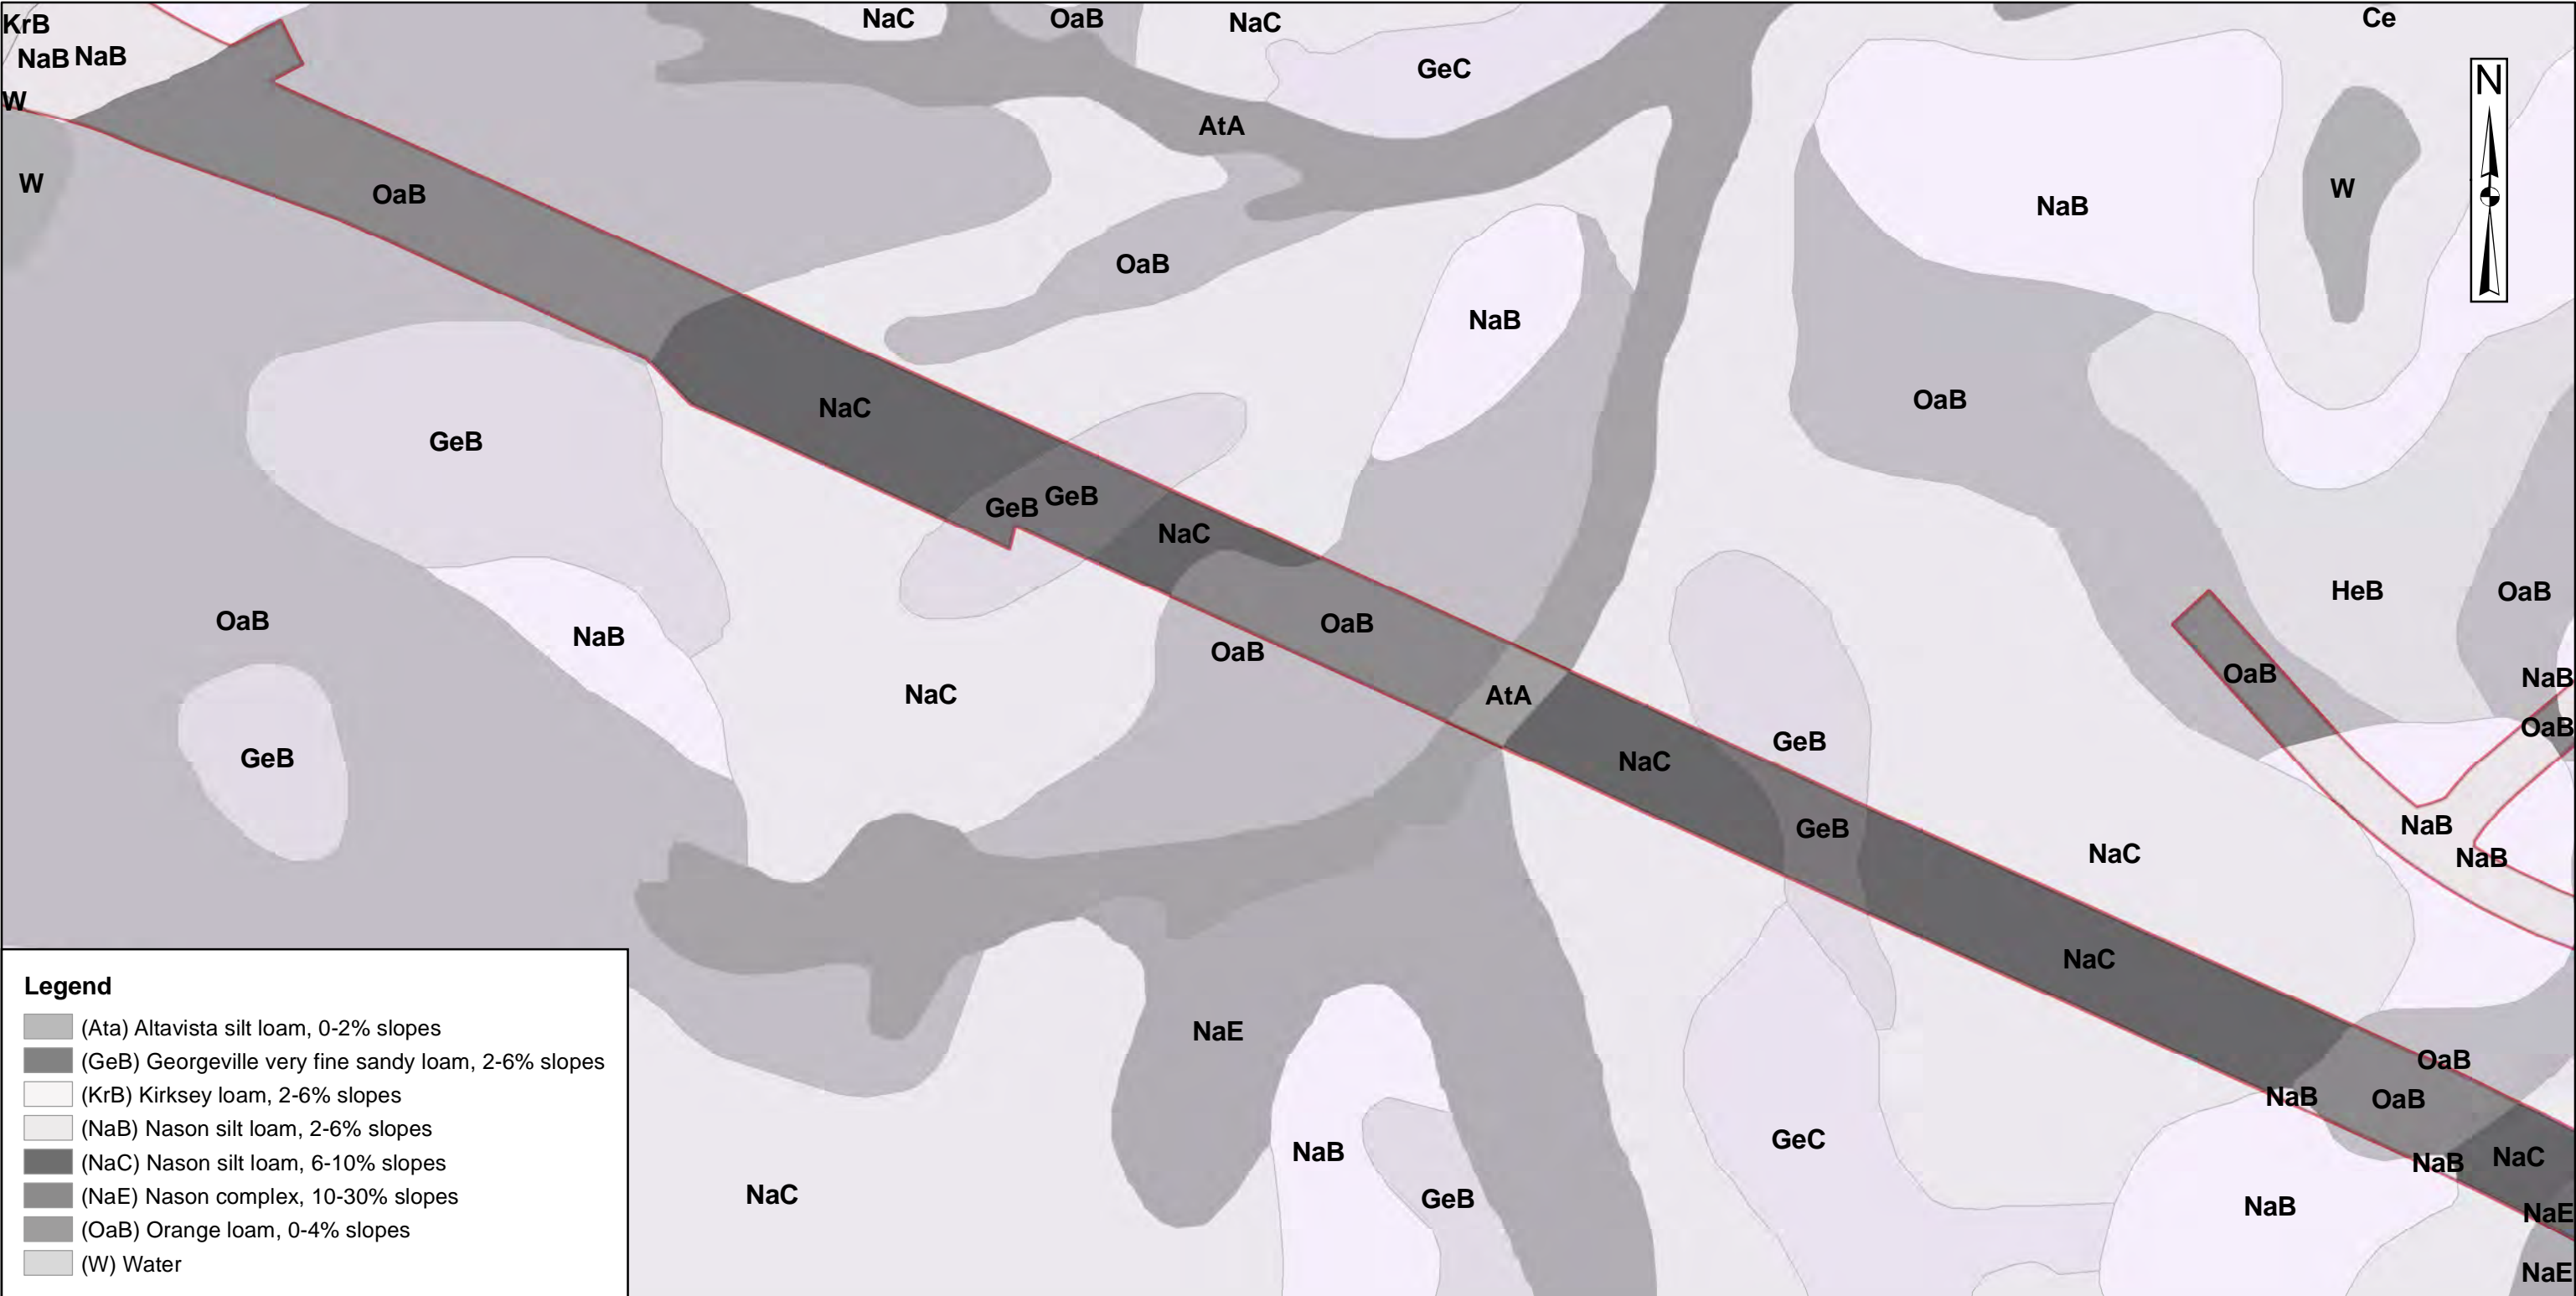 KrB
NaC
OaB
NaC
Ce
NaB NaB
GeC
N
W
AtA
W
OaB
NaB
W
OaB
NaB
OaB
NaC
GeB
GeB GeB
NaC
HeB
OaB
OaB
OaB
NaB
OaB
OaB
NaB
NaC
AtA
OaB
GeB
NaC
GeB
GeB
NaB
NaC
NaB
NaC
NaE
OaB
NaB
OaB
GeC
NaB
NaB
NaC
NaC
GeB
NaB
NaE
NaE
Legend
(Ata) Altavista silt loam, 0-2% slopes
(GeB) Georgeville very fine sandy loam, 2-6% slopes
(KrB) Kirksey loam, 2-6% slopes
(NaB) Nason silt loam, 2-6% slopes
(NaC) Nason silt loam, 6-10% slopes
(NaE) Nason complex, 10-30% slopes
(OaB) Orange loam, 0-4% slopes
(W) Water